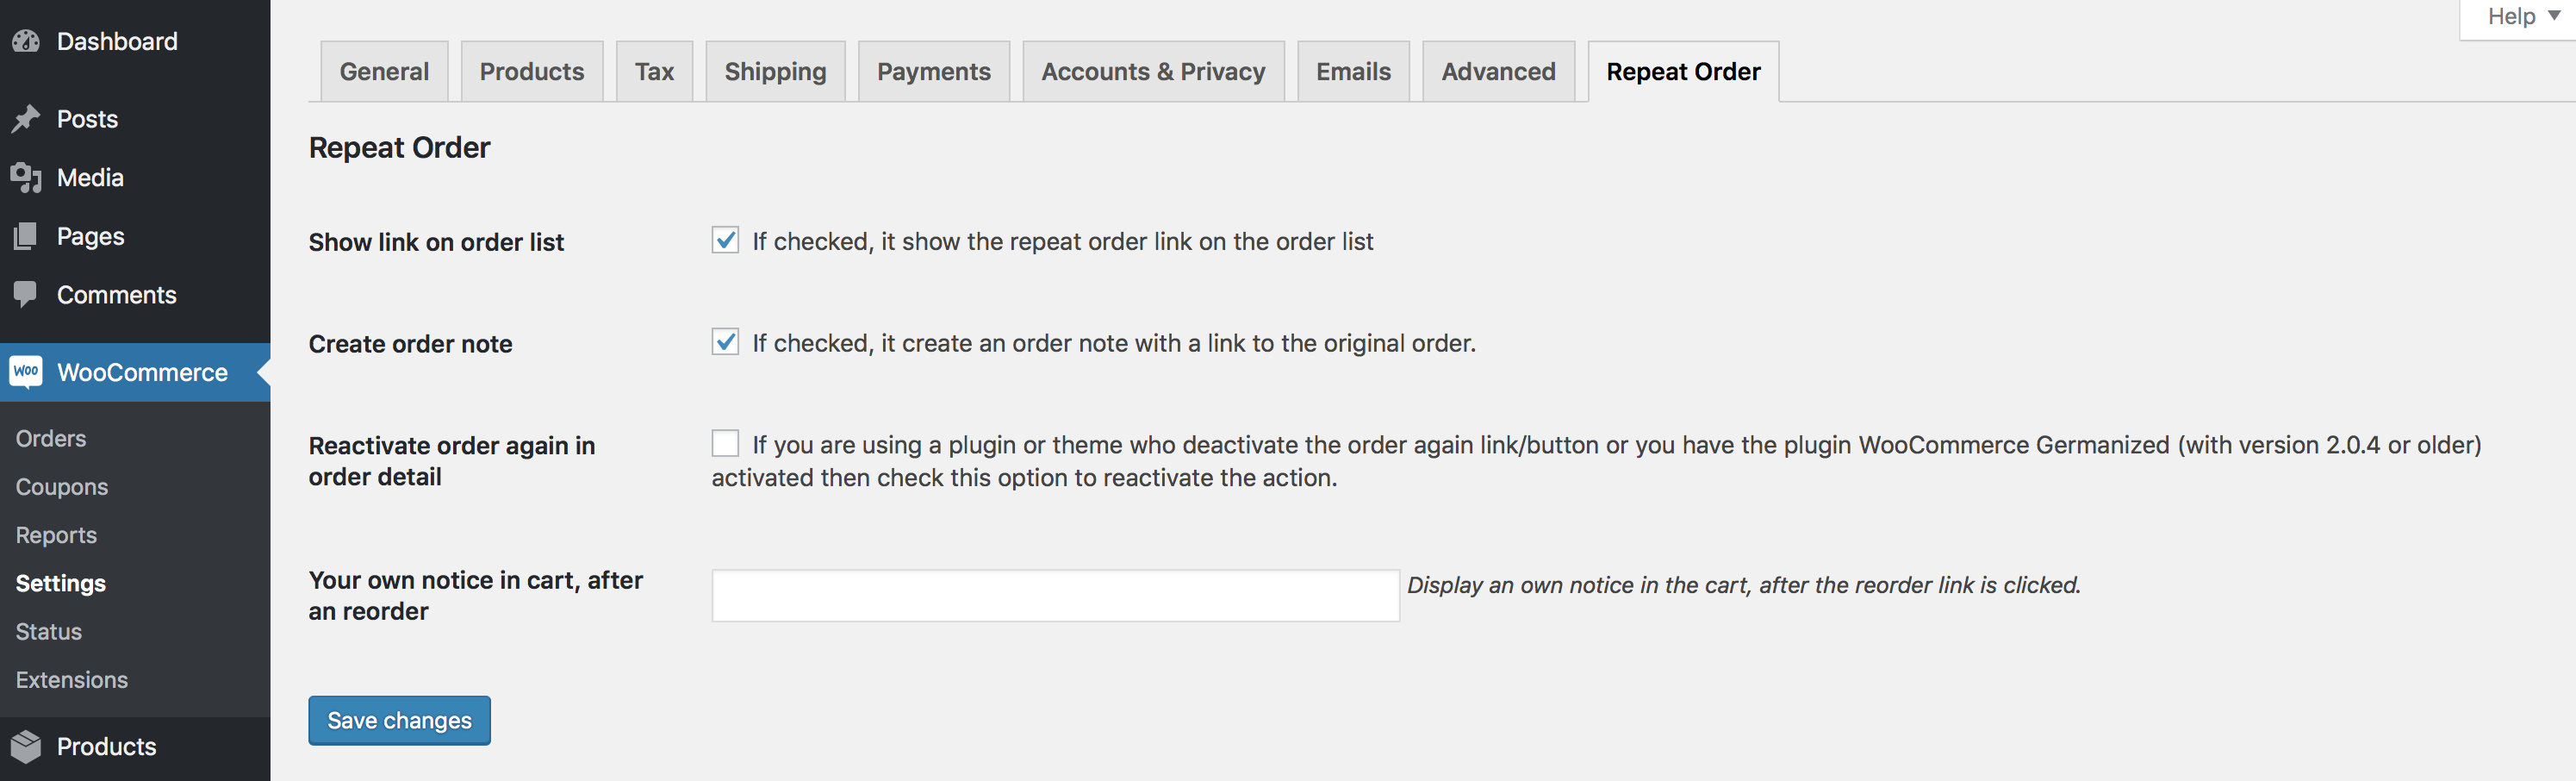 Help
Dashboard
Posts
Media
Pages
Comments
Woo WooCommerce
Orders
Coupons
Reports
Settings
Status
Extensions
Products
General Products Tax Shipping Payments Accounts & Privacy Emails Advanced Repeat Order
Repeat Order
Show link on order list
If checked, it show the repeat order link on the order list
Create order note
If checked, it create an order note with a link to the original order.
Reactivate order again in
order detail
If you are using a plugin or theme who deactivate the order again link/button or you have the plugin WooCommerce Germanized (with version 2.0.4 or older)
activated then check this option to reactivate the action.
Your own notice in cart, after
an reorder
Display an own notice in the cart, after the reorder link is clicked.
Save changes